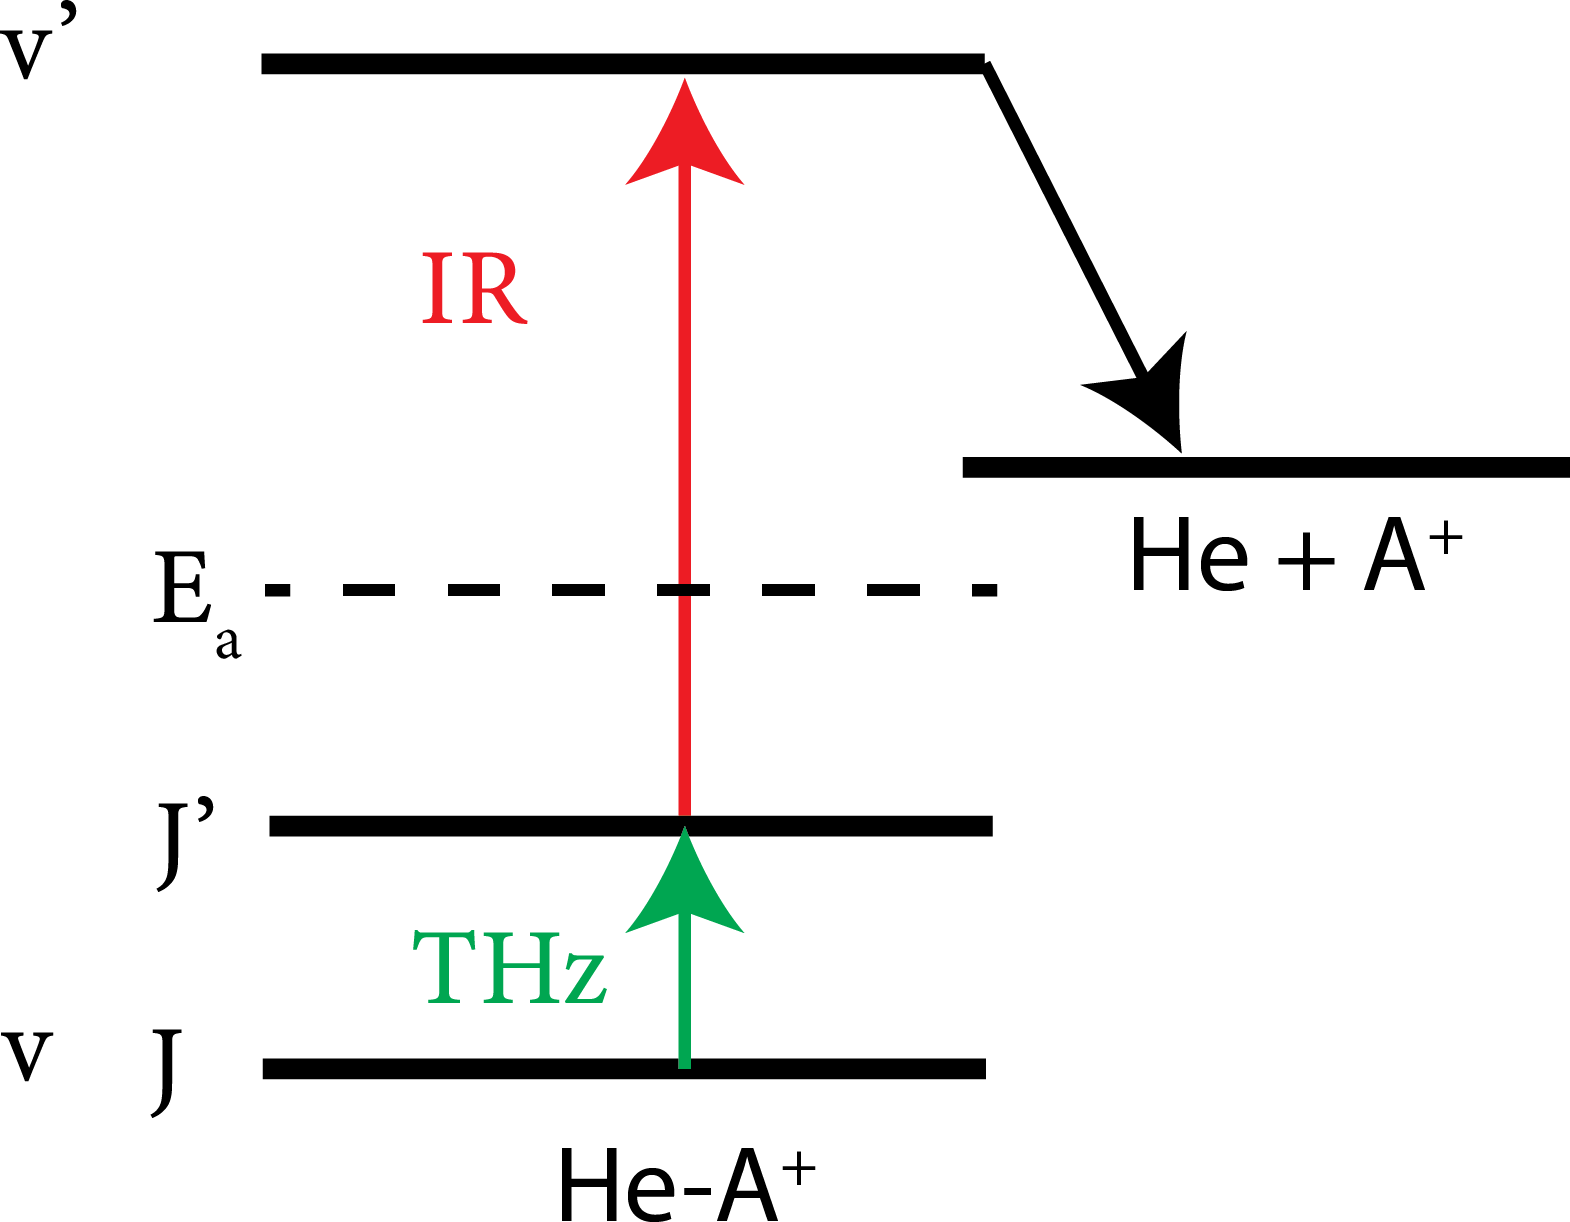 v’
IR
He + A⁺
Eₐ
J’
THz
v J
He-A⁺